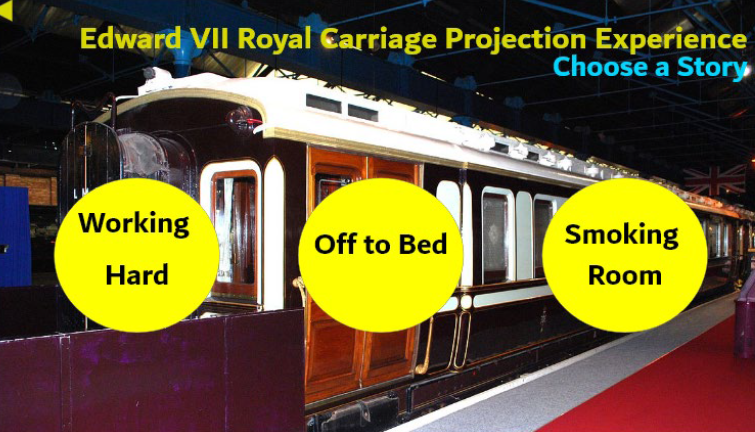 Edward VII Royal Carriage Projection Experience
Choose a Story
Working
Hard
Off to Bed
Smoking
Room